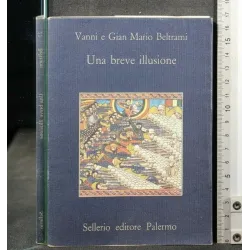 Vanni e Gian Mario Beltrami
Una breve illusione
Sellerio editore Palermo